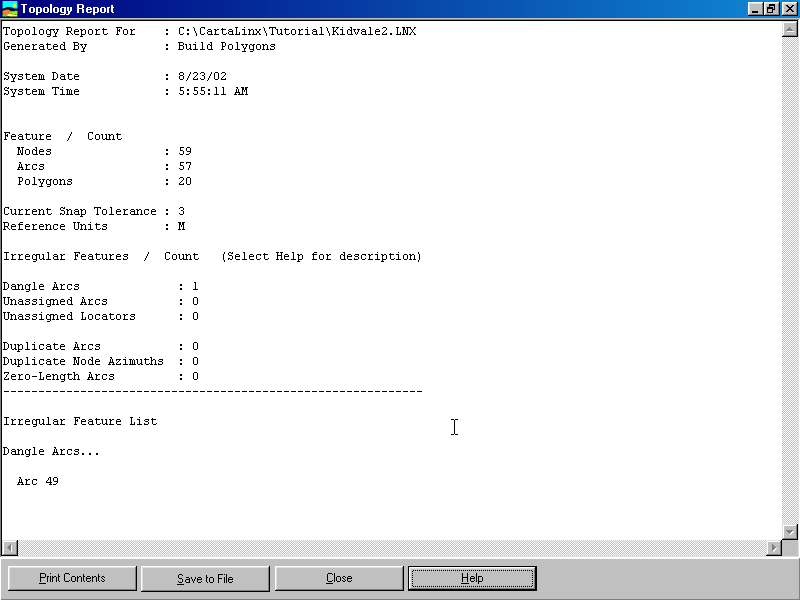 Topology Report
Topology Report For    : C:\CartaLinx\Tutorial\Kidvale2.LNX
Generated By           : Build Polygons
System Date            : 8/23/02
System Time            : 5:55:11 AM
Feature  /  Count
  Nodes                : 59
  Arcs                 : 57
  Polygons             : 20
Current Snap Tolerance : 3
Reference Units        : M
Irregular Features  /  Count   (Select Help for description)
Dangle Arcs              : 1
Unassigned Arcs          : 0
Unassigned Locators      : 0
Duplicate Arcs           : 0
Duplicate Node Azimuths  : 0
Zero-Length Arcs         : 0
------------------------------------------------------------
Irregular Feature List
Dangle Arcs...
  Arc 49
Print Contents
Save to File
Close
Help